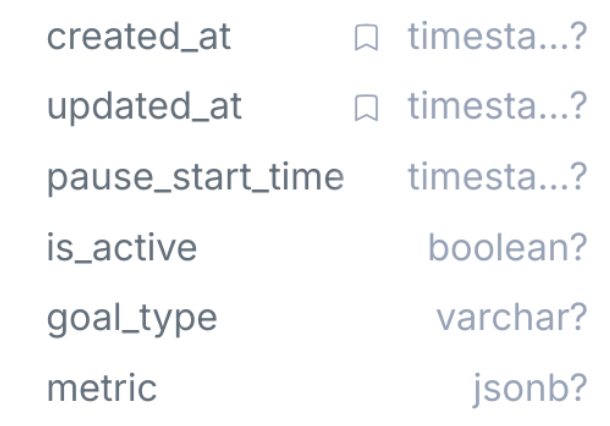 created_at timesta...?
updated_at timesta...?
pause_start_time timesta...?
is_active boolean?
goal_type varchar?
metric jsonb?